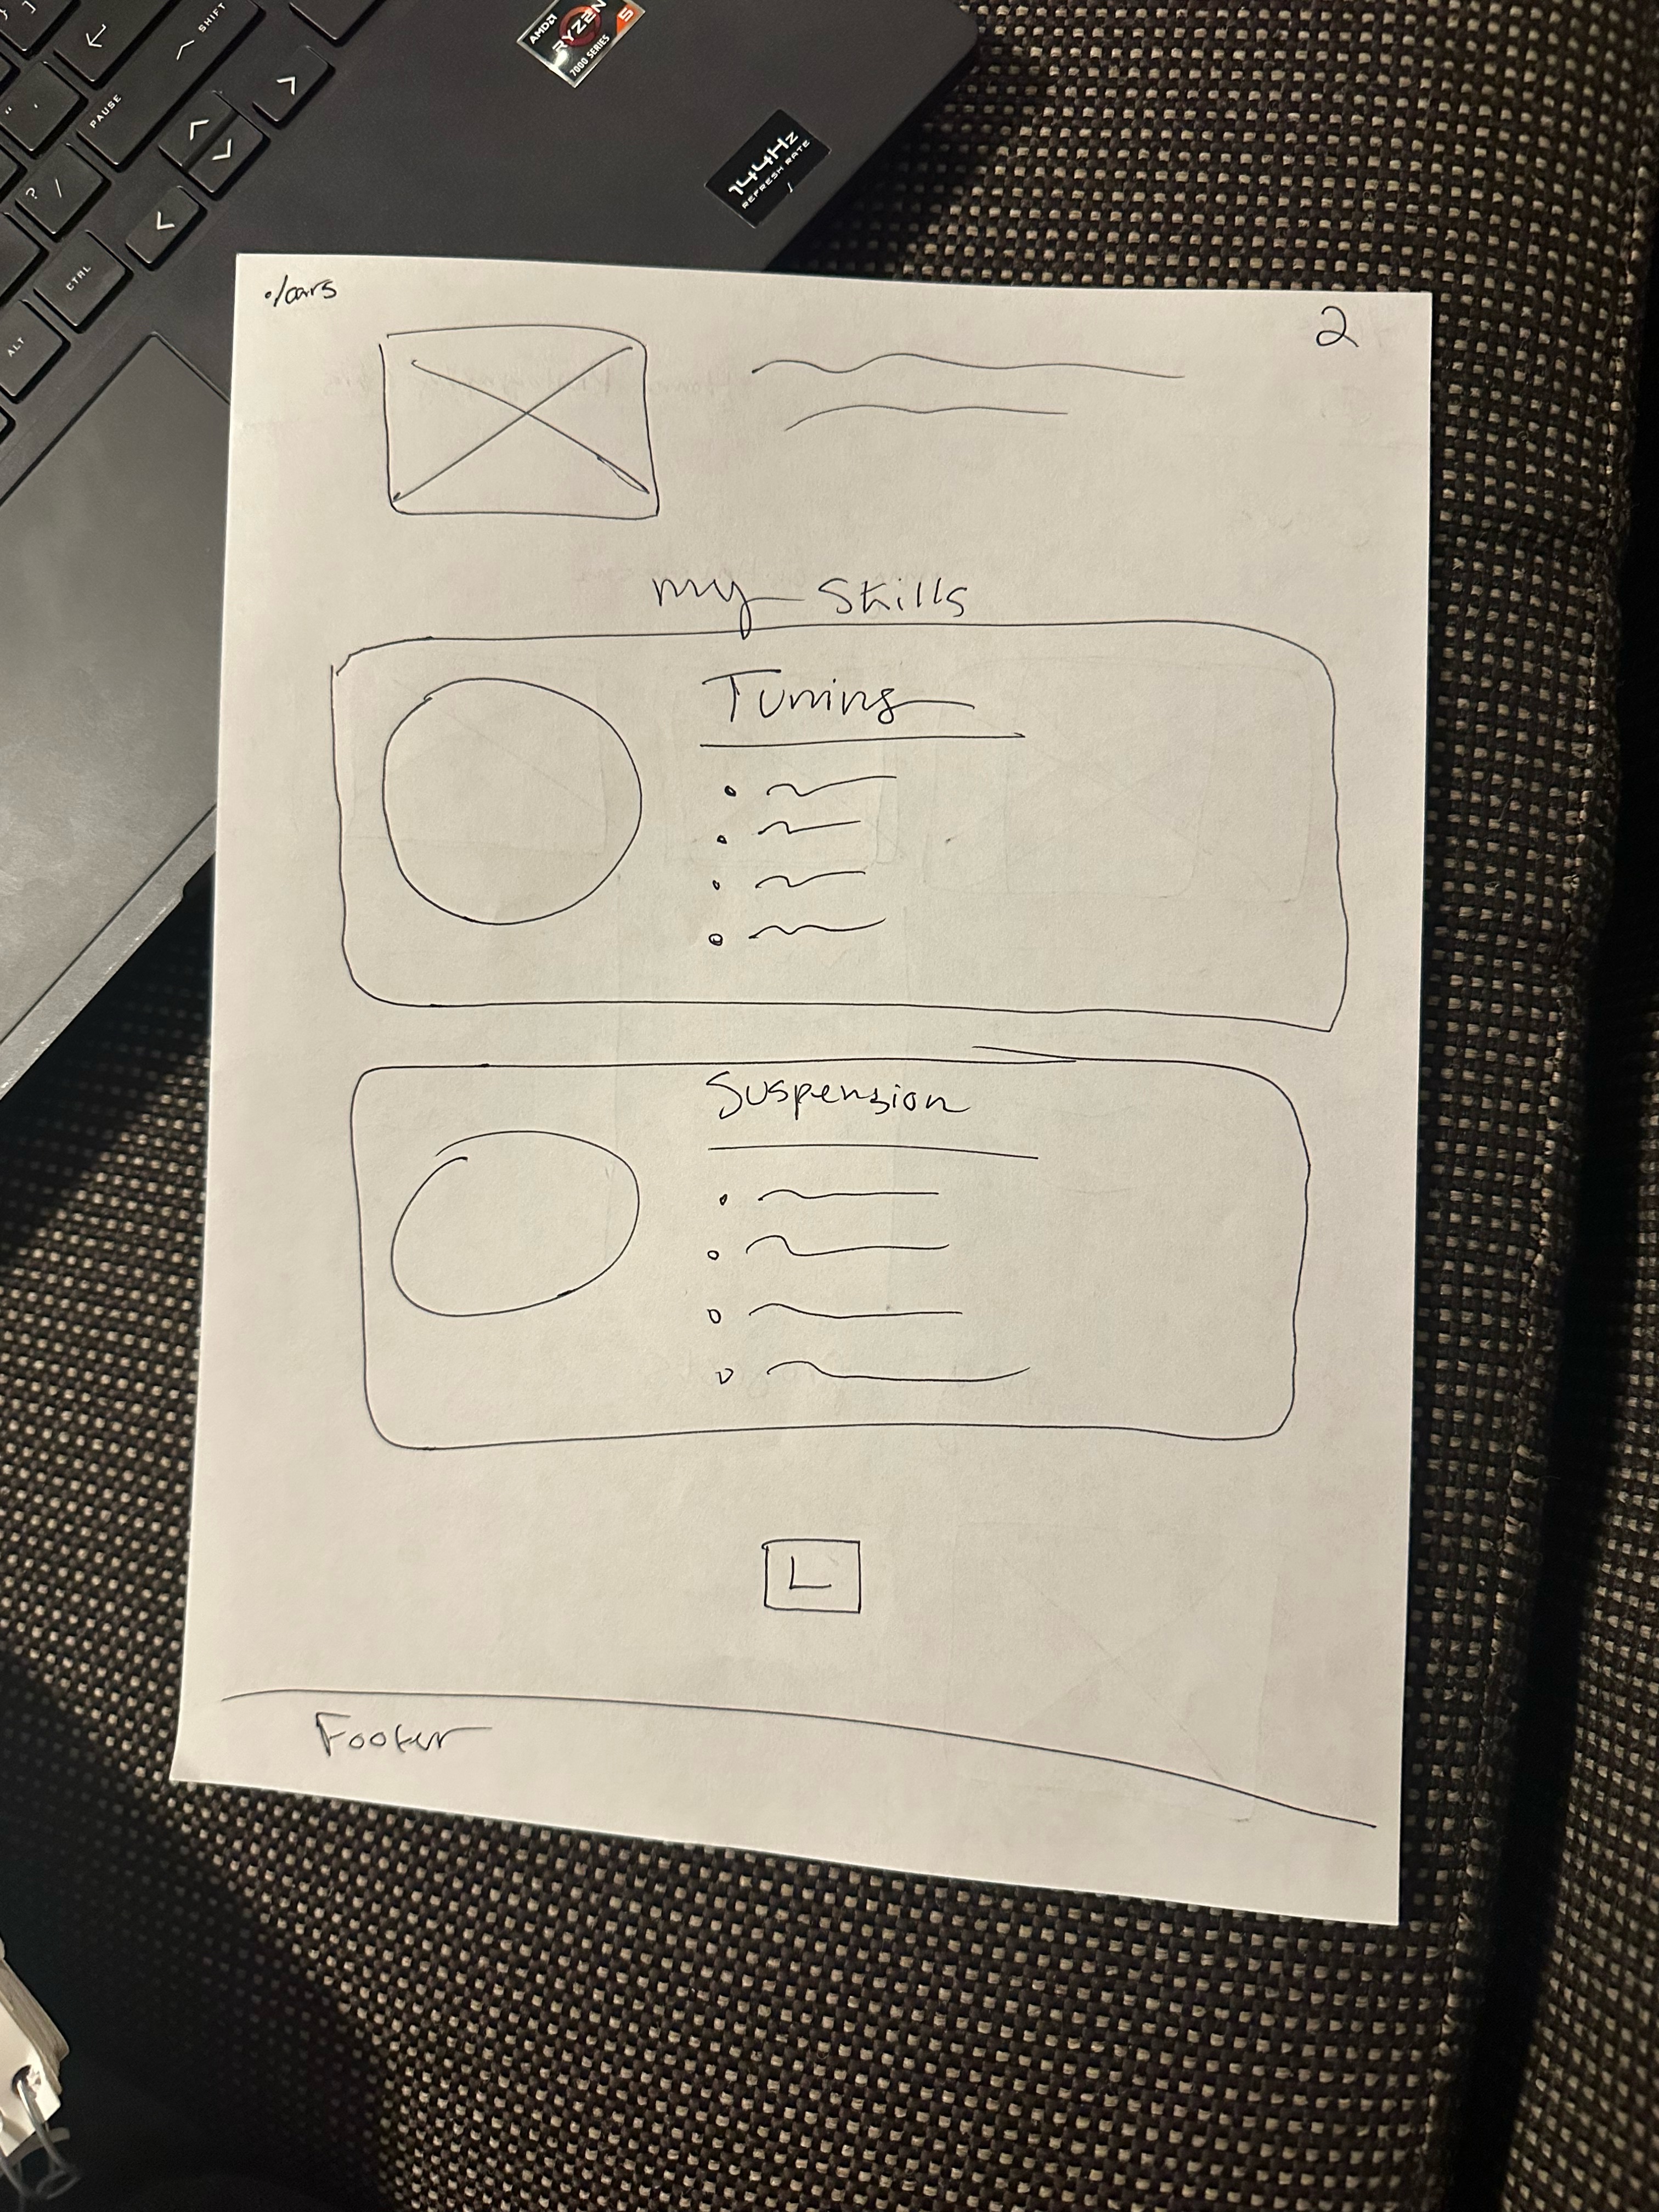 SHIFT
PAUSE
? /
CTRL
ALT
AMD
RYZEN 5
7000 SERIES
144Hz
REFRESH RATE
./cars
2
my skills
Tuning
Suspension
L
Footer